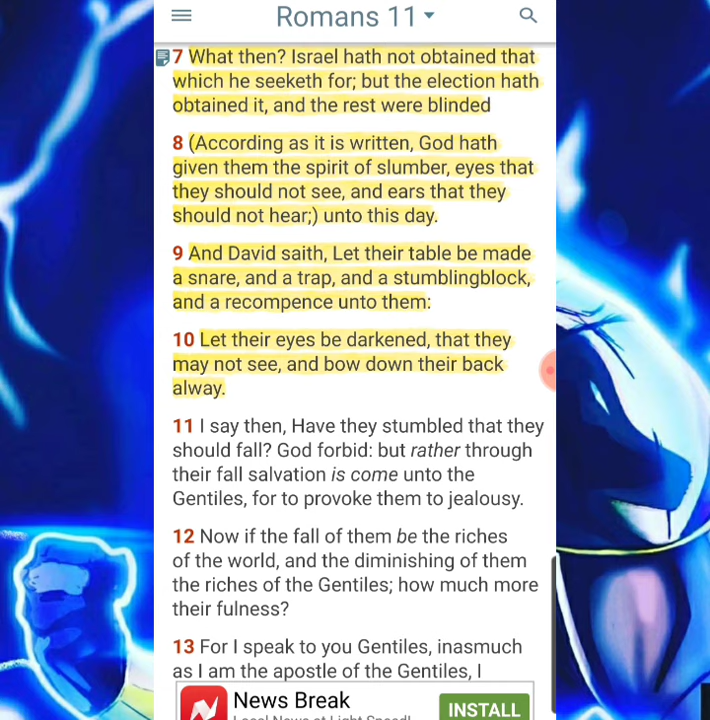 Romans 11
7 What then? Israel hath not obtained that
which he seeketh for; but the election hath
obtained it, and the rest were blinded
8 (According as it is written, God hath
given them the spirit of slumber, eyes that
they should not see, and ears that they
should not hear;) unto this day.
9 And David saith, Let their table be made
a snare, and a trap, and a stumblingblock,
and a recompence unto them:
10 Let their eyes be darkened, that they
may not see, and bow down their back
alway.
11 I say then, Have they stumbled that they
should fall? God forbid: but rather through
their fall salvation is come unto the
Gentiles, for to provoke them to jealousy.
12 Now if the fall of them be the riches
of the world, and the diminishing of them
the riches of the Gentiles; how much more
their fulness?
13 For I speak to you Gentiles, inasmuch
as I am the apostle of the Gentiles, I
News Break
INSTALL
Local News at Light Speed!